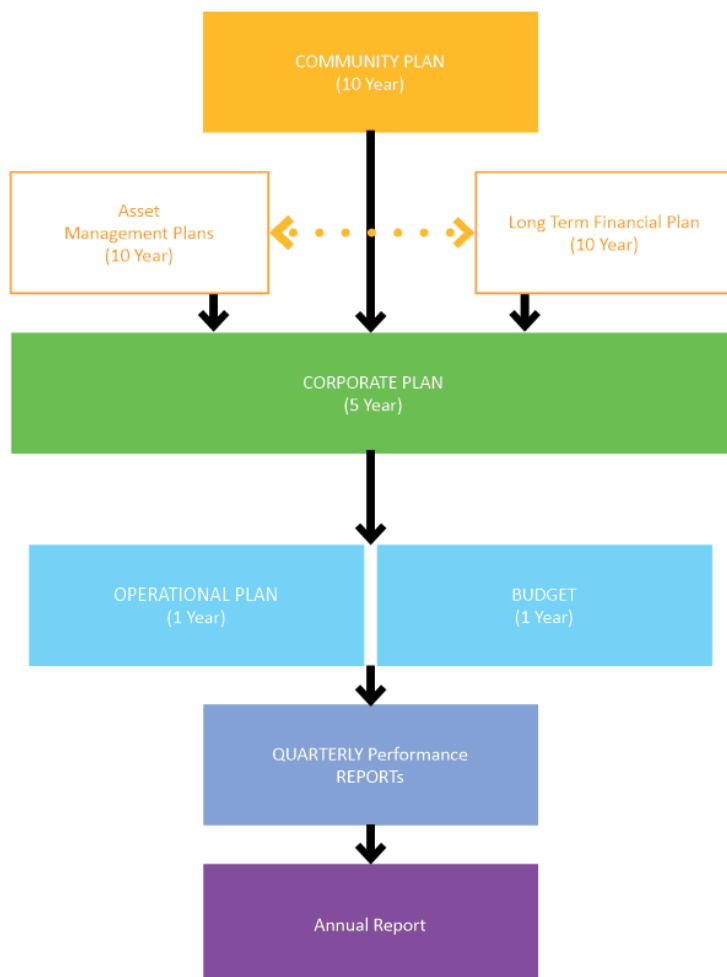 COMMUNITY PLAN
(10 Year)
Asset
Management Plans
(10 Year)
Long Term Financial Plan
(10 Year)
CORPORATE PLAN
(5 Year)
OPERATIONAL PLAN
(1 Year)
BUDGET
(1 Year)
QUARTERLY Performance
REPORTs
Annual Report